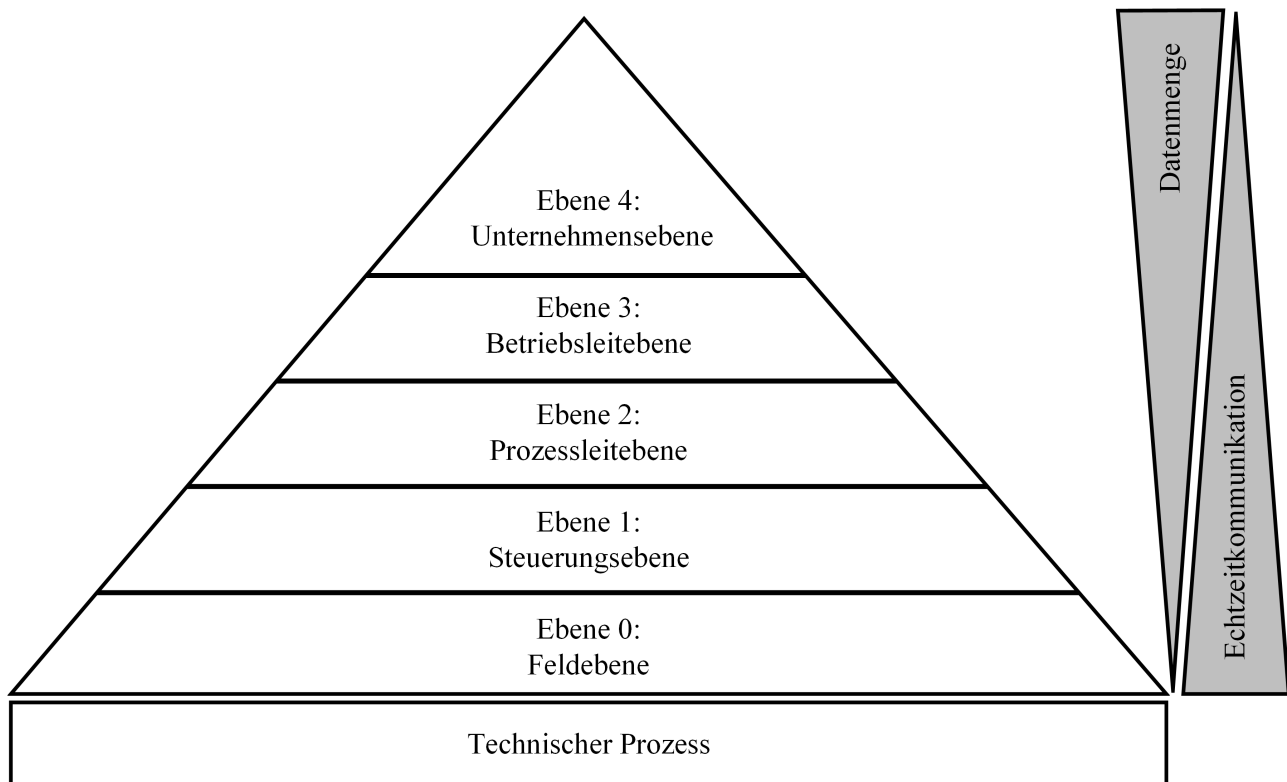 Ebene 4:
Unternehmensebene
Ebene 3:
Betriebsleitebene
Ebene 2:
Prozessleitebene
Ebene 1:
Steuerungsebene
Ebene 0:
Feldebene
Technischer Prozess
Datenmenge
Echtzeitkommunikation